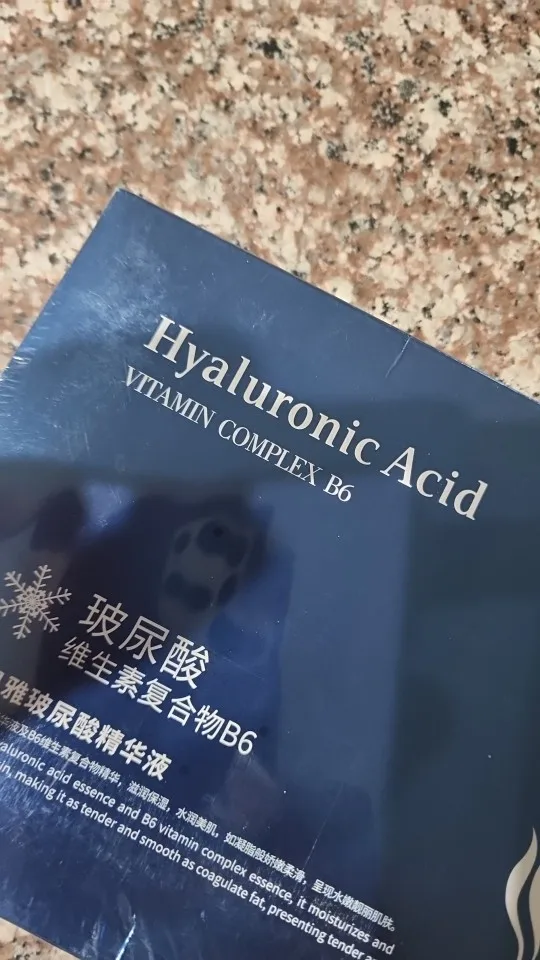 Hyaluronic Acid
VITAMIN COMPLEX B6
玻尿酸
维生素复合物B6
雅玻尿酸精华液
及B6维生素复合物精华，滋润保湿，水润美肌，如凝脂般娇嫩柔滑，呈现水嫩靓丽肌肤。
aluronic acid essence and B6 vitamin complex essence, it moisturizes and
in, making it as tender and smooth as coagulate fat, presenting tender